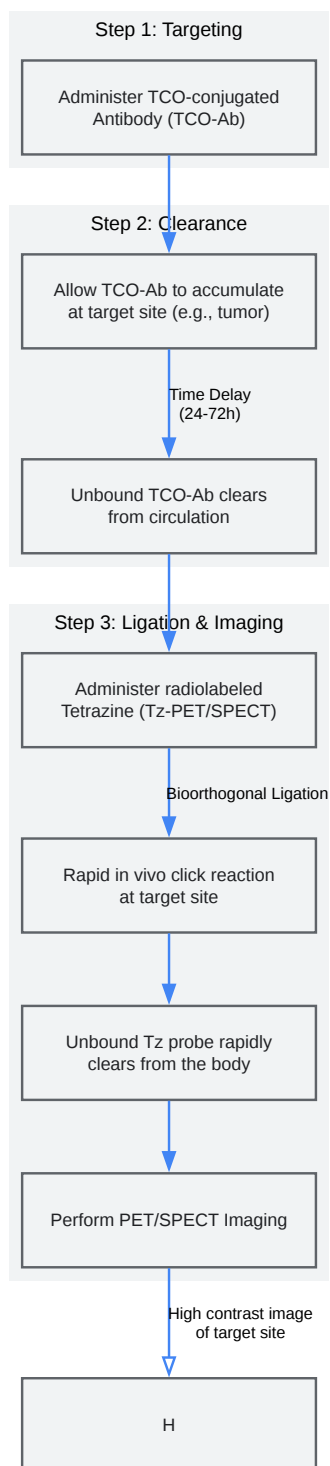 Step 1: Targeting
Administer TCO-conjugated
Antibody (TCO-Ab)
Step 2: Clearance
Allow TCO-Ab to accumulate
at target site (e.g., tumor)
Time Delay
(24-72h)
Unbound TCO-Ab clears
from circulation
Step 3: Ligation & Imaging
Administer radiolabeled
Tetrazine (Tz-PET/SPECT)
Bioorthogonal Ligation
Rapid in vivo click reaction
at target site
Unbound Tz probe rapidly
clears from the body
Perform PET/SPECT Imaging
High contrast image
of target site
H